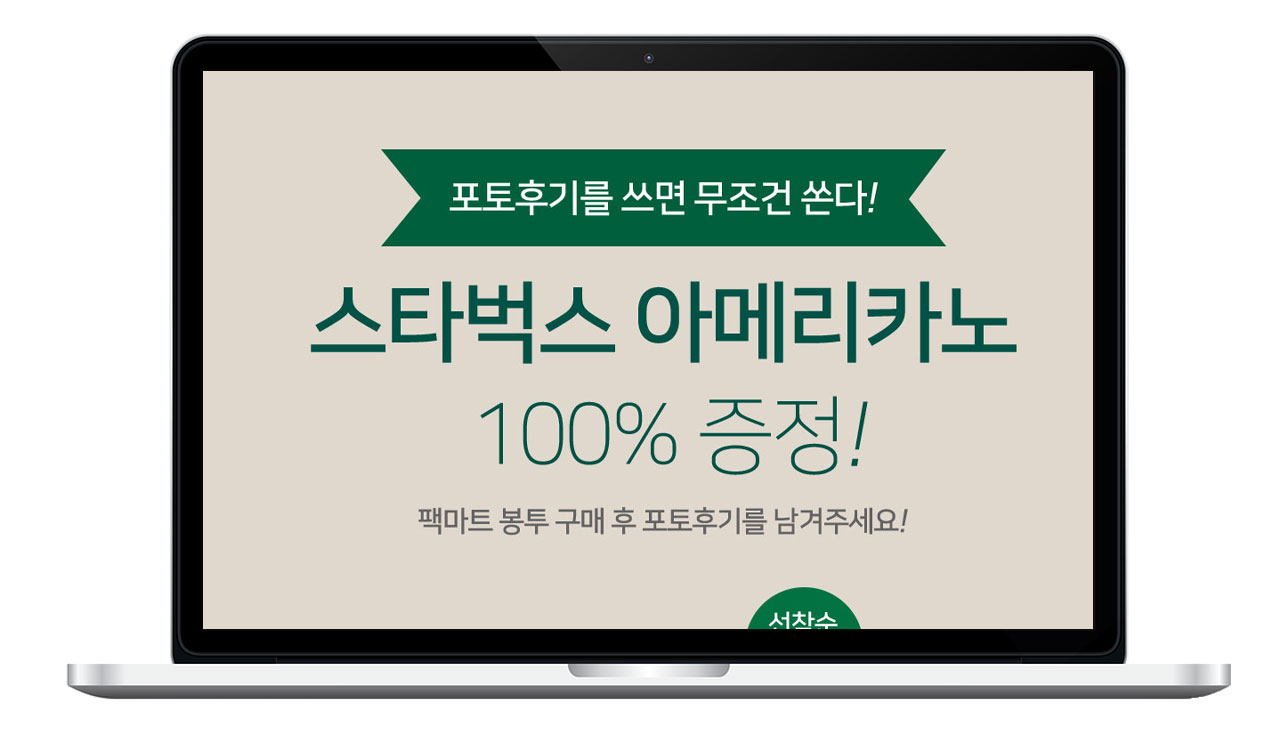 포토후기를 쓰면 무조건 쏜다!
스타벅스 아메리카노
100% 증정!
팩마트 봉투 구매 후 포토후기를 남겨주세요!
선착순